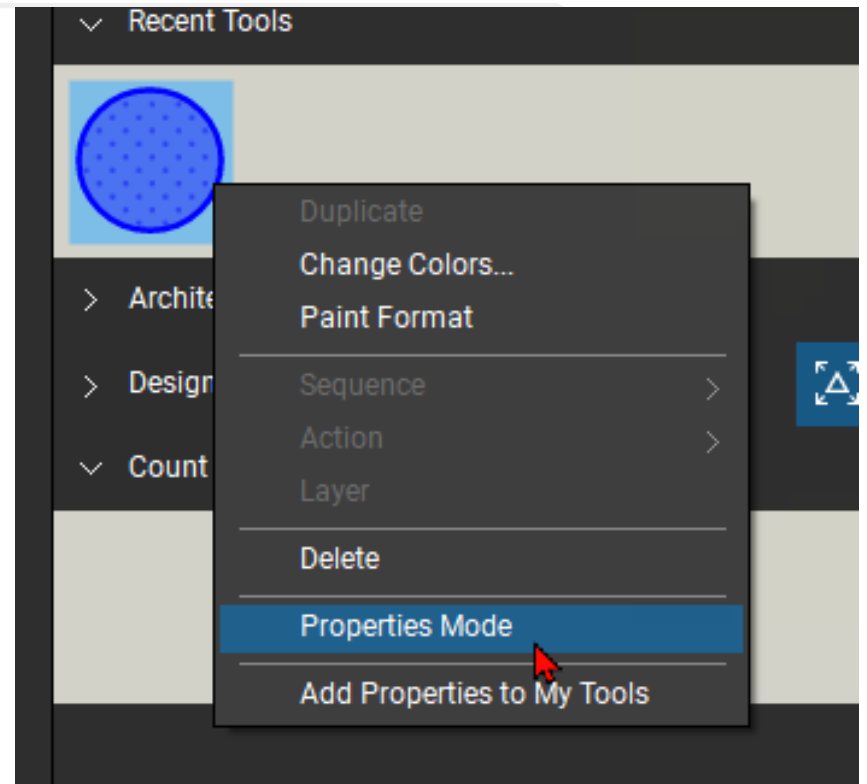 Recent Tools
Duplicate
Change Colors...
Archite
Paint Format
Design
Sequence
Action
Count
Layer
Delete
Properties Mode
Add Properties to My Tools